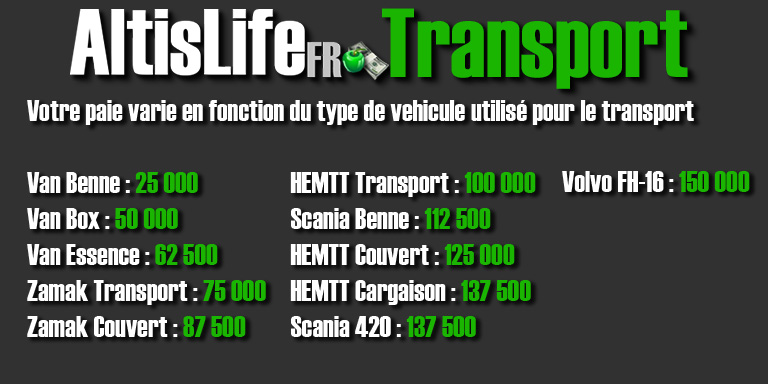 AltisLifeFR Transport
Votre paie varie en fonction du type de vehicule utilisé pour le transport
Van Benne : 25 000
Van Box : 50 000
Van Essence : 62 500
Zamak Transport : 75 000
Zamak Couvert : 87 500
HEMTT Transport : 100 000
Scania Benne : 112 500
HEMTT Couvert : 125 000
HEMTT Cargaison : 137 500
Scania 420 : 137 500
Volvo FH-16 : 150 000